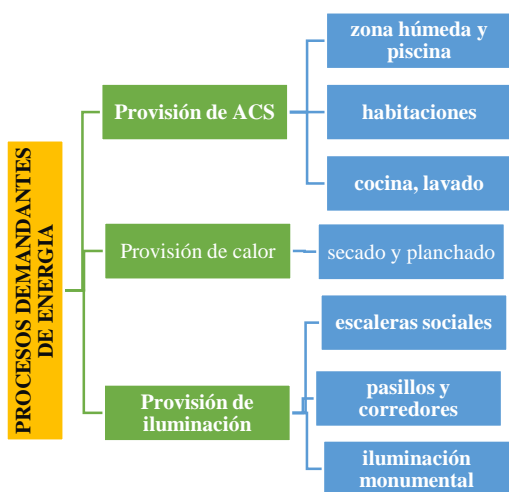 PROCESOS DEMANDANTES
DE ENERGIA
Provisión de ACS
zona húmeda y
piscina
habitaciones
cocina, lavado
Provisión de calor
secado y planchado
Provisión de
iluminación
escaleras sociales
pasillos y
corredores
iluminación
monumental